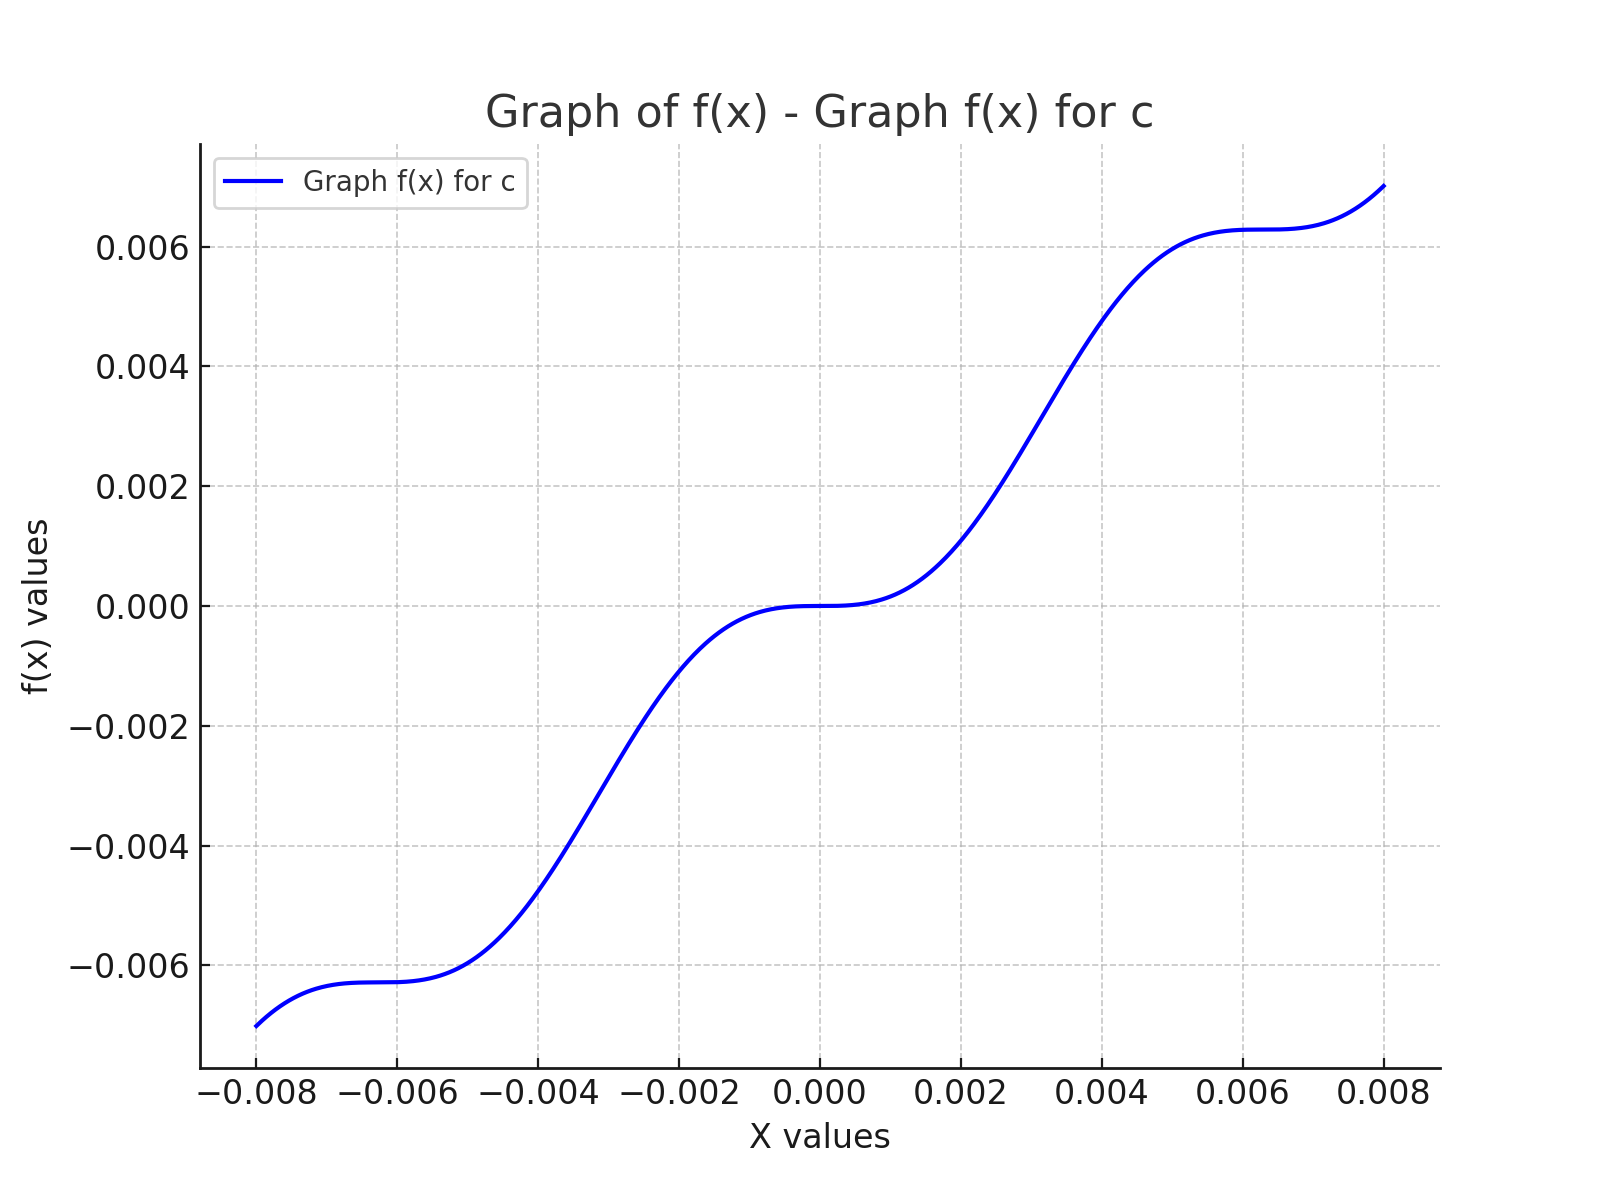 Graph of f(x) - Graph f(x) for c
Graph f(x) for c
0.006
0.004
0.002
0.000
−0.002
−0.004
−0.006
f(x) values
−0.008 −0.006 −0.004 −0.002 0.000 0.002 0.004 0.006 0.008
X values